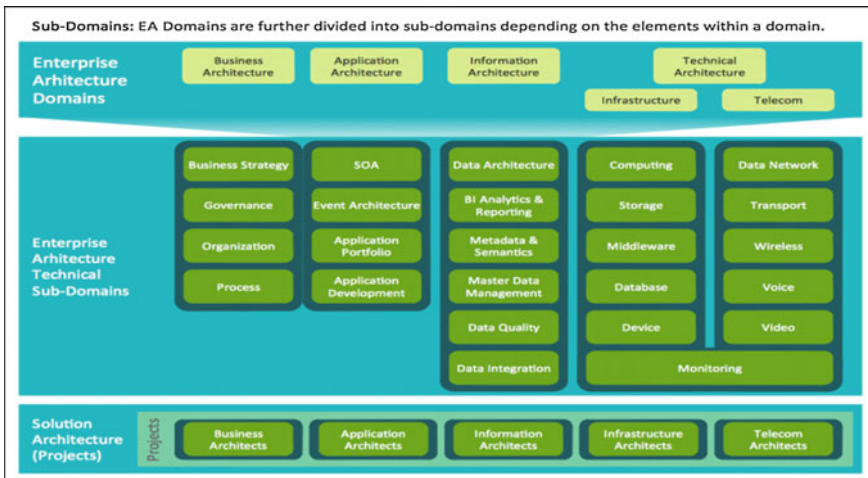 Sub-Domains: EA Domains are further divided into sub-domains depending on the elements within a domain.
Enterprise
Arhitecture
Domains
Business
Architecture
Application
Architecture
Information
Architecture
Technical
Architecture
Infrastructure
Telecom
Enterprise
Arhitecture
Technical
Sub-Domains
Business Strategy
Governance
Organization
Process
SOA
Event Architecture
Application
Portfolio
Application
Development
Data Architecture
BI Analytics &
Reporting
Metadata &
Semantics
Master Data
Management
Data Quality
Data Integration
Computing
Storage
Middleware
Database
Device
Data Network
Transport
Wireless
Voice
Video
Monitoring
Solution
Architecture
(Projects)
Projects
Business
Architects
Application
Architects
Information
Architects
Infrastructure
Architects
Telecom
Architects